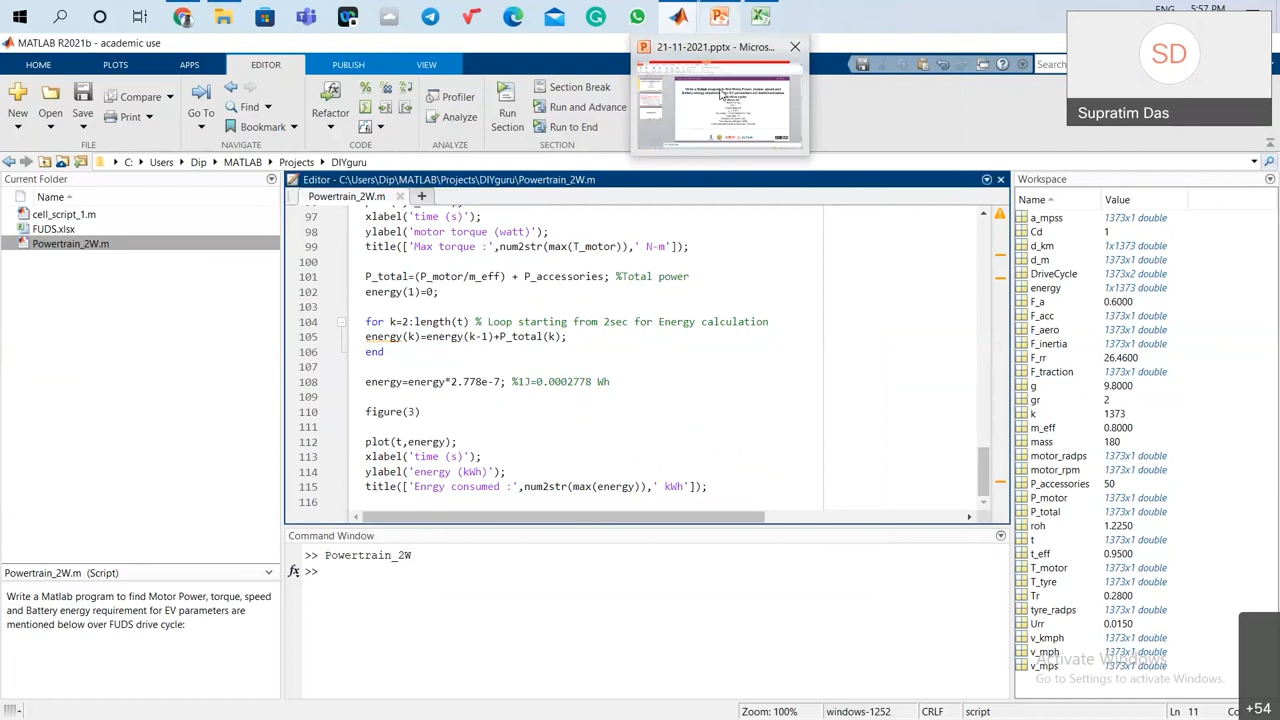 ENG
5:57 PM
MATLAB R2021b - academic use
21-11-2021.pptx - Micros...
SD
Supratim Das
HOME
PLOTS
APPS
EDITOR
PUBLISH
VIEW
Search
New
Open
Save
Compare
Print
Go To
Find
Bookmark
Refactor
Profiler
Analyze
Run
Section
Section Break
Run and Advance
Run to End
ANALYZE
SECTION
C:
Users
Dip
MATLAB
Projects
DIYguru
Current Folder
Name
cell_script_1.m
FUDS.xlsx
Powertrain_2W.m
Powertrain_2W.m (Script)
Write a Matlab program to find Motor Power, torque, speed
and Battery energy requirement for EV parameters are
mentioned below over FUDS drive cycle:
Editor - C:\Users\Dip\MATLAB\Projects\DIYguru\Powertrain_2W.m
Powertrain_2W.m
97 xlabel('time (s)');
98 ylabel('motor torque (watt)');
99 title(['Max torque :',num2str(max(T_motor)),' N-m']);
100
101 P_total=(P_motor/m_eff) + P_accessories; %Total power
102 energy(1)=0;
103
104 for k=2:length(t) % Loop starting from 2sec for Energy calculation
105 energy(k)=energy(k-1)+P_total(k);
106 end
107
108 energy=energy*2.778e-7; %1J=0.0002778 Wh
109
110 figure(3)
111
112 plot(t,energy);
113 xlabel('time (s)');
114 ylabel('energy (kWh)');
115 title(['Enrgy consumed :',num2str(max(energy)),' kWh']);
116
Command Window
>> Powertrain_2W
fx >>
Workspace
Name Value
a_mpss 1373x1 double
Cd 1
d_km 1x1373 double
d_m 1373x1 double
DriveCycle 1373x2 double
energy 1x1373 double
F_a 0.6000
F_acc 1373x1 double
F_aero 1373x1 double
F_inertia 1373x1 double
F_rr 26.4600
F_traction 1373x1 double
g 9.8000
gr 2
k 1373
m_eff 0.8000
mass 180
motor_radps 1373x1 double
motor_rpm 1373x1 double
P_accessories 50
P_motor 1373x1 double
P_total 1373x1 double
roh 1.2250
t 1373x1 double
t_eff 0.9500
T_motor 1373x1 double
T_tyre 1373x1 double
Tr 0.2800
tyre_radps 1373x1 double
Urr 0.0150
v_kmph 1373x1 double
v_mph 1373x1 double
v_mps 1373x1 double
Activate Windows
Go to Settings to activate Windows.
+54
Zoom: 100%
windows-1252
CRLF
script
Ln 11